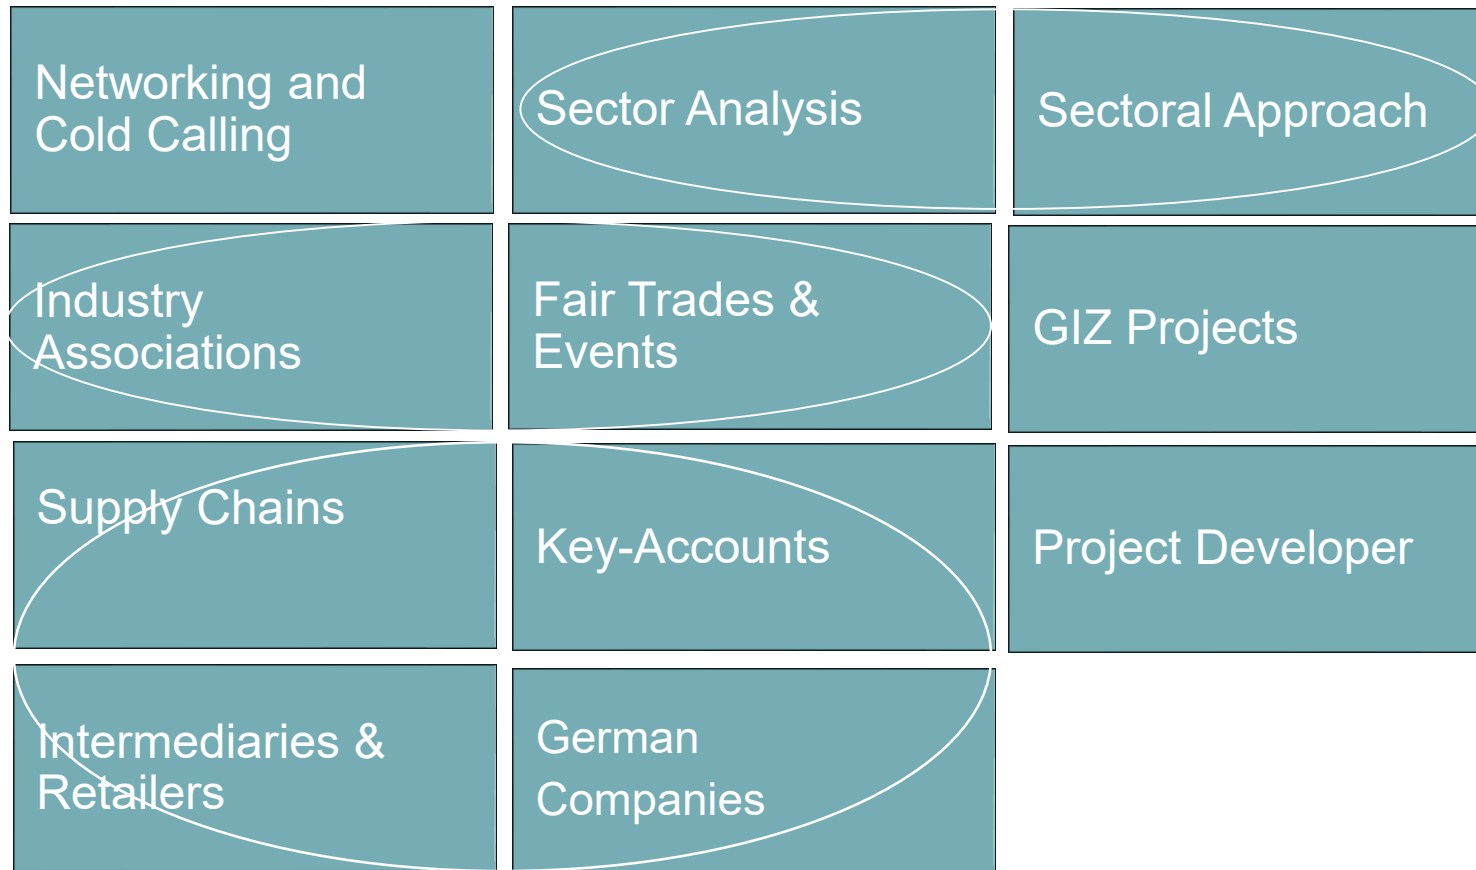 Networking and
Cold Calling
Sector Analysis
Sectoral Approach
Industry
Associations
Fair Trades &
Events
GIZ Projects
Supply Chains
Key-Accounts
Project Developer
Intermediaries &
Retailers
German
Companies